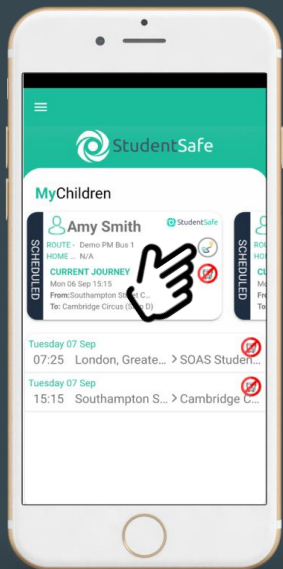 StudentSafe
MyChildren
SCHEDULED
Amy Smith
StudentSafe
ROUTE - Demo PM Bus 1
HOME ... N/A
CURRENT JOURNEY
Mon 06 Sep 15:15
From:Southampton Street C...
To: Cambridge Circus (Stop D)
SCHEDULED
Tuesday 07 Sep
07:25 London, Greate... > SOAS Studen...
Tuesday 07 Sep
15:15 Southampton S... > Cambridge C...